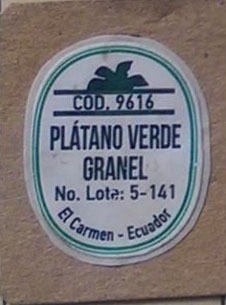 COD. 9616
PLÁTANO VERDE
GRANEL
No. Lote: 5-141
El Carmen - Ecuador